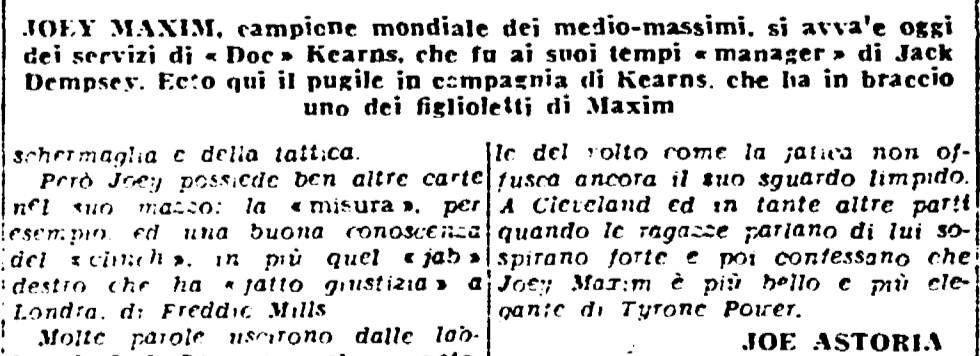 JOEY MAXIM, campione mondiale dei medio-massimi, si avva'e oggi
dei servizi di « Doc » Kearns, che fu ai suoi tempi « manager » di Jack
Dempsey. Ecto qui il pugile in compagnia di Kearns, che ha in braccio
uno dei figlioletti di Maxim
schermaglia e della tattica.
Però Joey possiede ben altre carte
nel suo mazzo: la « misura », per
esempio, ed una buona conoscenza
del « clinch », in più quel « jab »
destro che ha « fatto giustizia » a
Londra, di Freddie Mills
Molte parole uscirono dalle lab-
le del volto come la fatica non of-
fusca ancora il suo sguardo limpido.
A Cleveland ed in tante altre parti
quando le ragazze parlano di lui so-
spirano forte e poi confessano che
Joey Maxim è più bello e più ele-
gante di Tyrone Power.
JOE ASTORIA